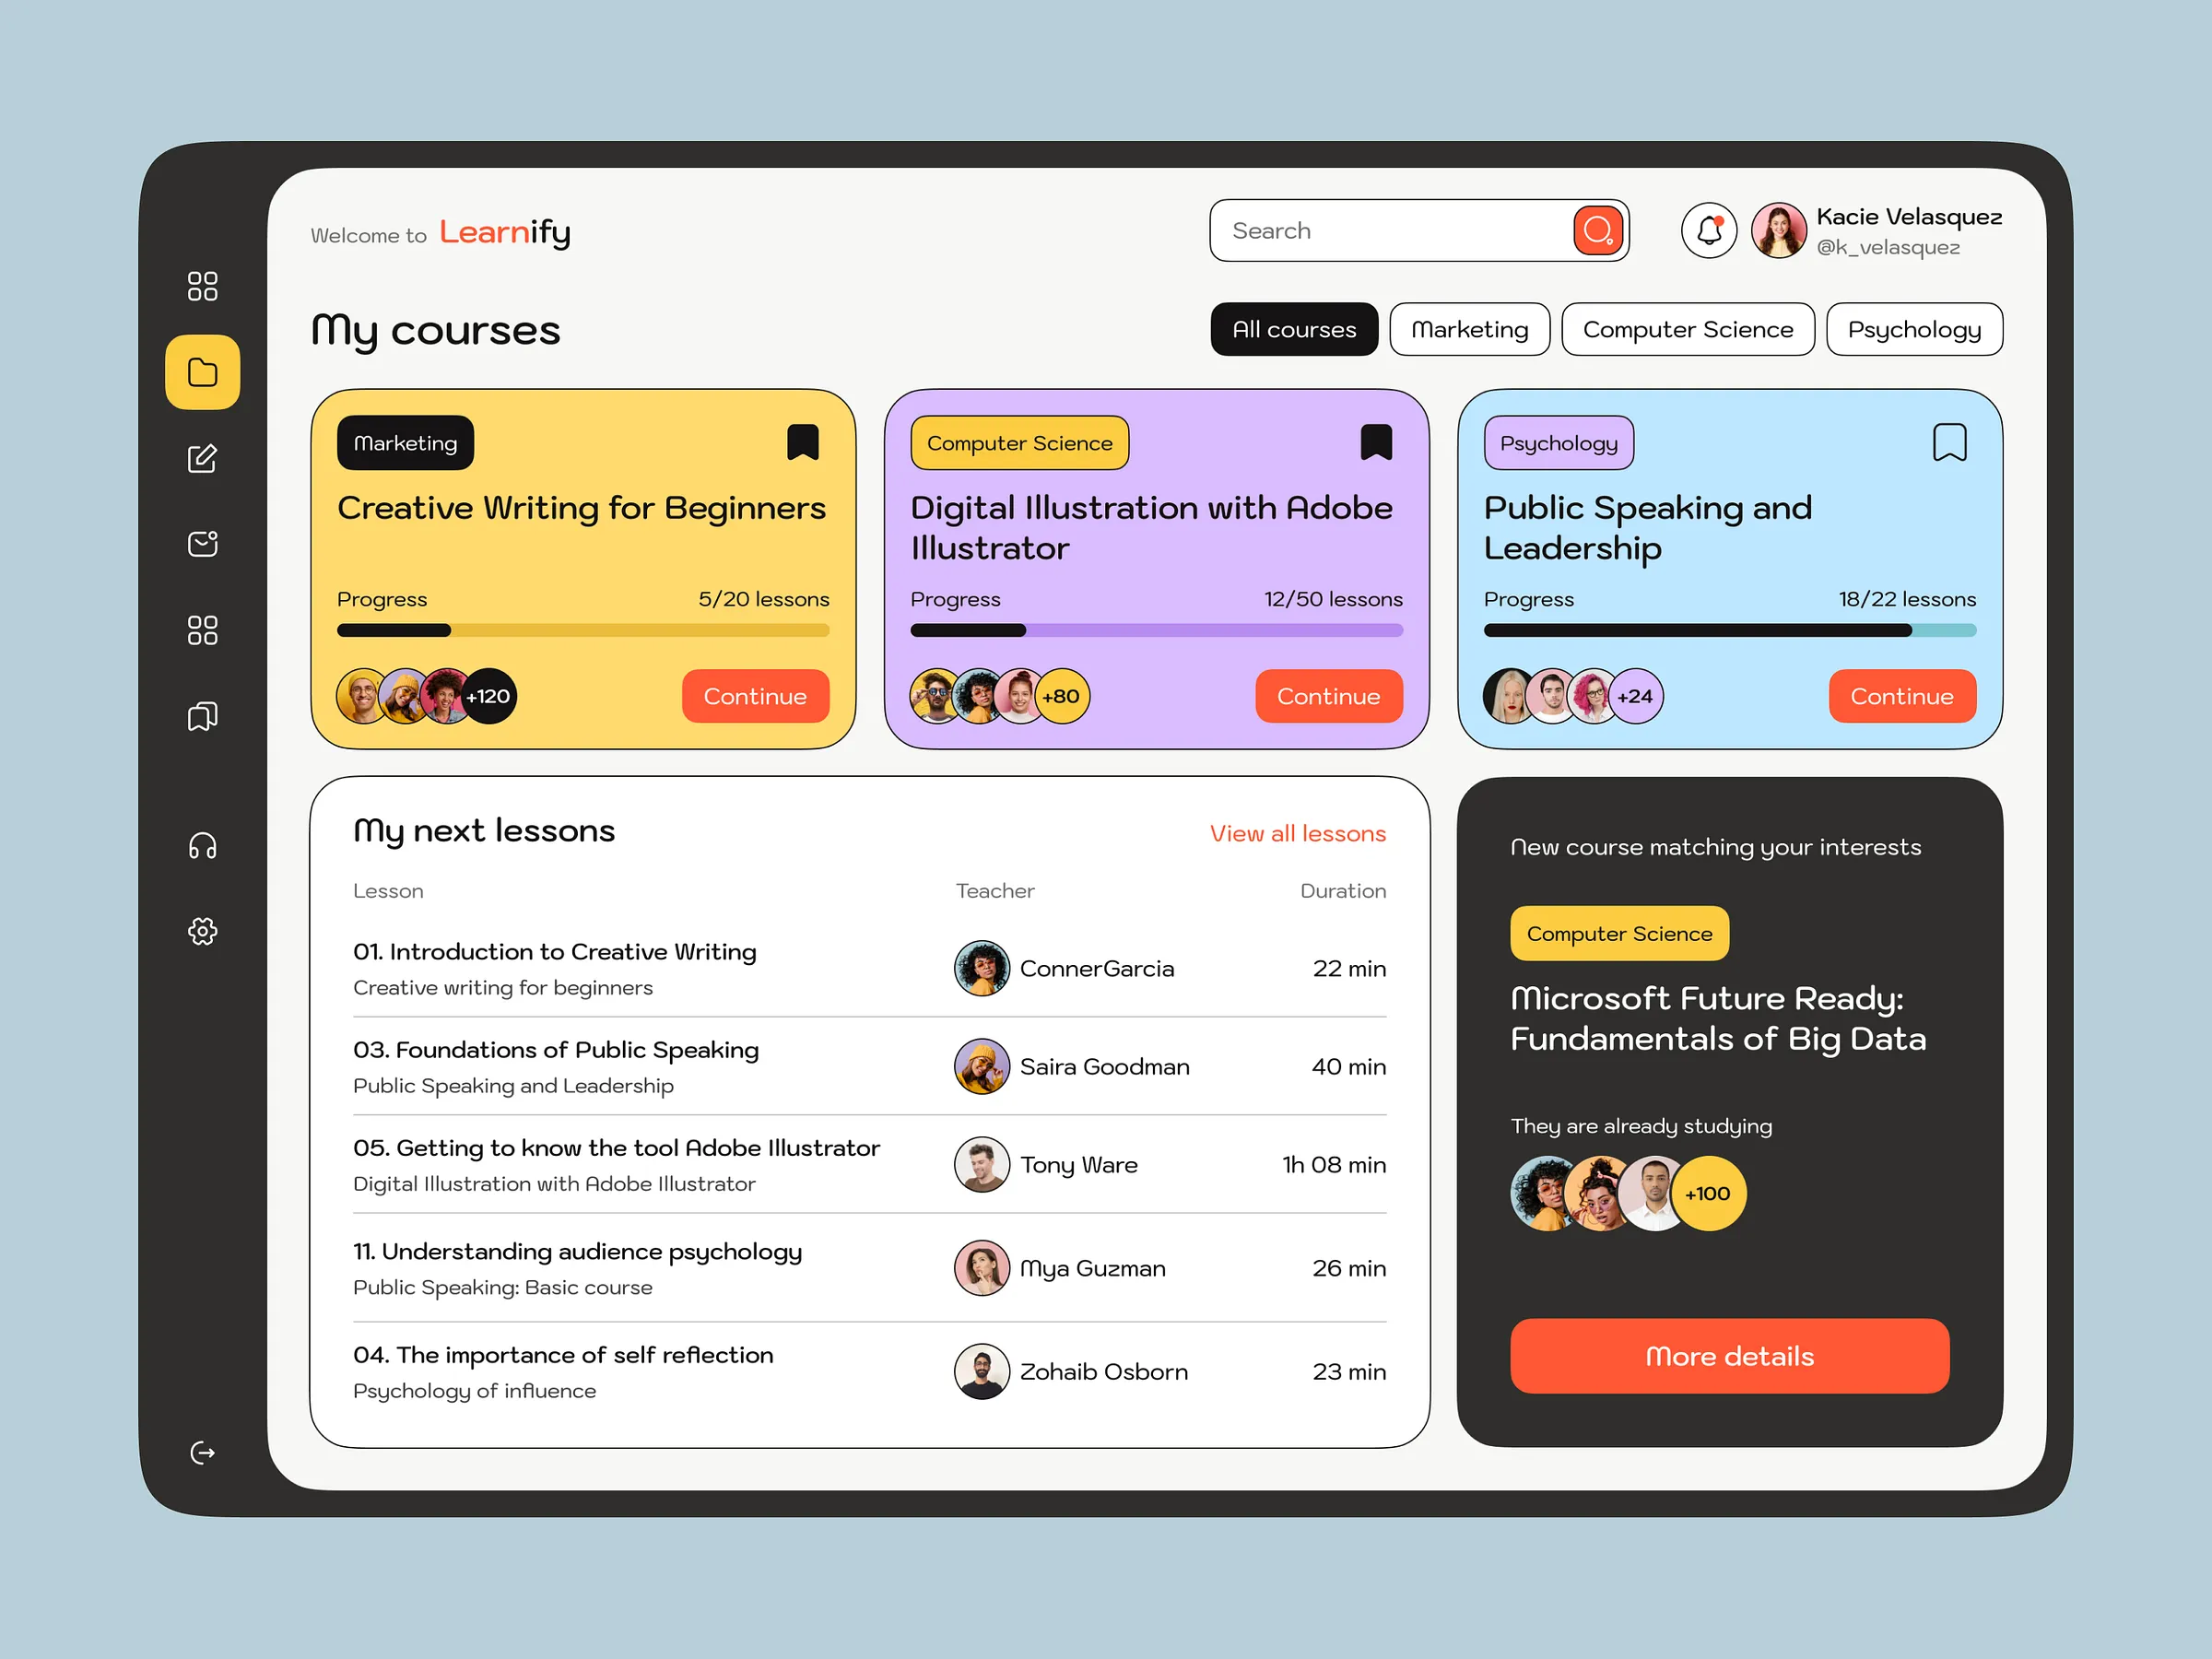 Welcome to Learnify
Search
Kacie Velasquez
@k_velasquez
My courses
All courses
Marketing
Computer Science
Psychology
Marketing
Creative Writing for Beginners
Progress
5/20 lessons
+120
Continue
Computer Science
Digital Illustration with Adobe
Illustrator
Progress
12/50 lessons
+80
Continue
Psychology
Public Speaking and
Leadership
Progress
18/22 lessons
+24
Continue
My next lessons
View all lessons
Lesson
Teacher
Duration
01. Introduction to Creative Writing
Creative writing for beginners
ConnerGarcia
22 min
03. Foundations of Public Speaking
Public Speaking and Leadership
Saira Goodman
40 min
05. Getting to know the tool Adobe Illustrator
Digital Illustration with Adobe Illustrator
Tony Ware
1h 08 min
11. Understanding audience psychology
Public Speaking: Basic course
Mya Guzman
26 min
04. The importance of self reflection
Psychology of influence
Zohaib Osborn
23 min
New course matching your interests
Computer Science
Microsoft Future Ready:
Fundamentals of Big Data
They are already studying
+100
More details